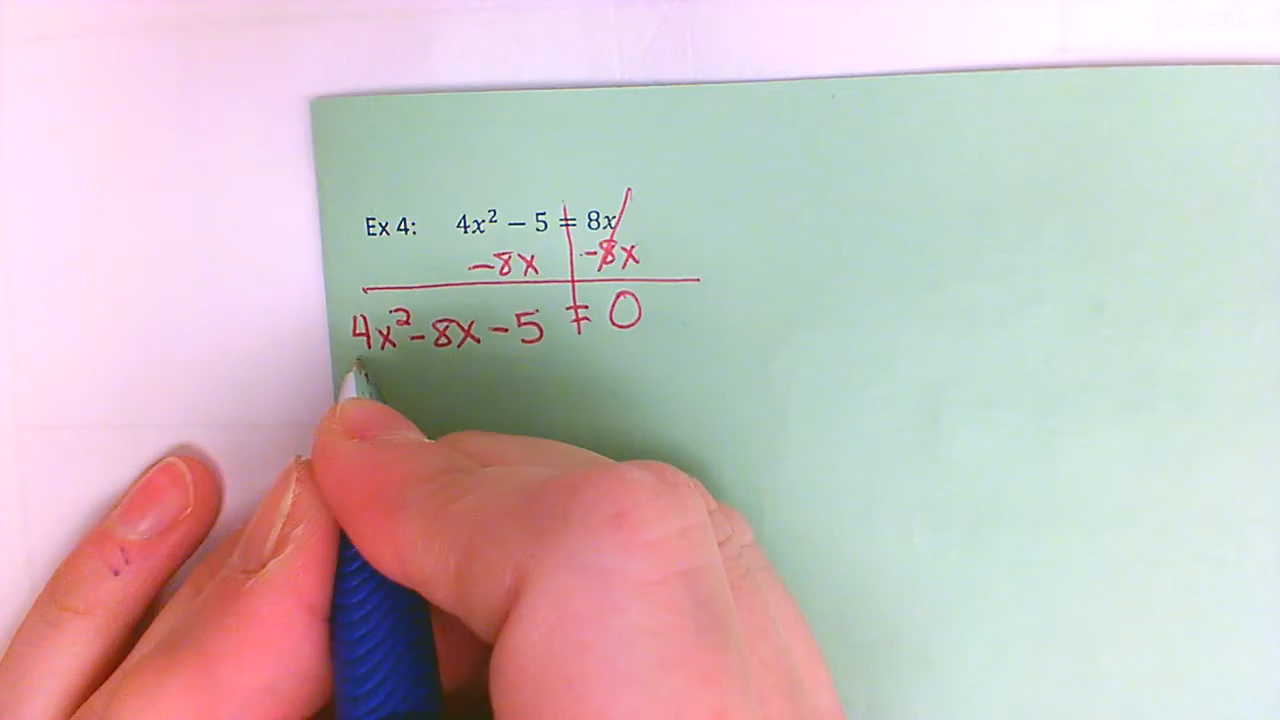 Ex 4: 4x² − 5 = 8x
−8x -8x
4x² - 8x - 5 = 0